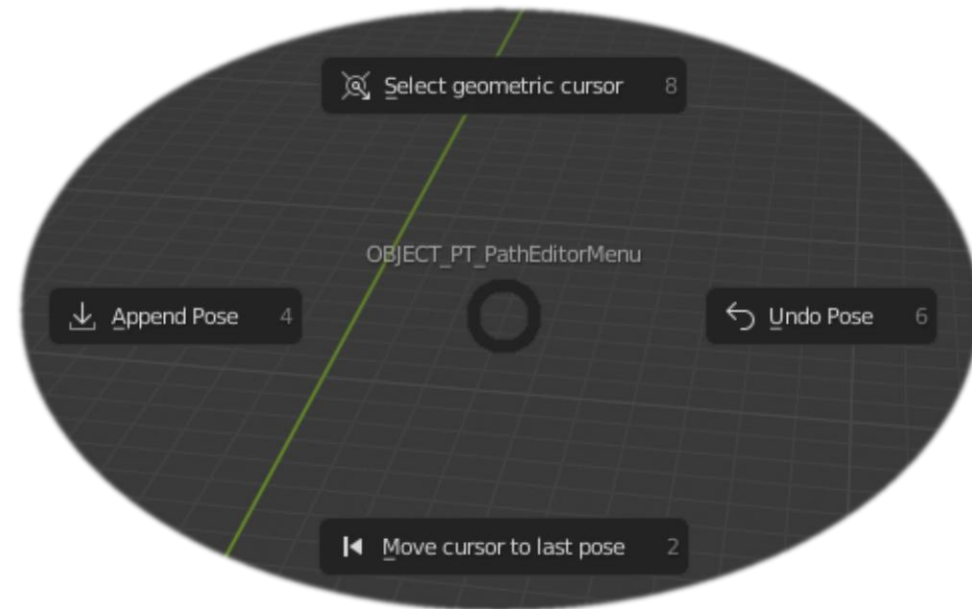 Select geometric cursor 8
OBJECT_PT_PathEditorMenu
Append Pose 4
Undo Pose 6
Move cursor to last pose 2